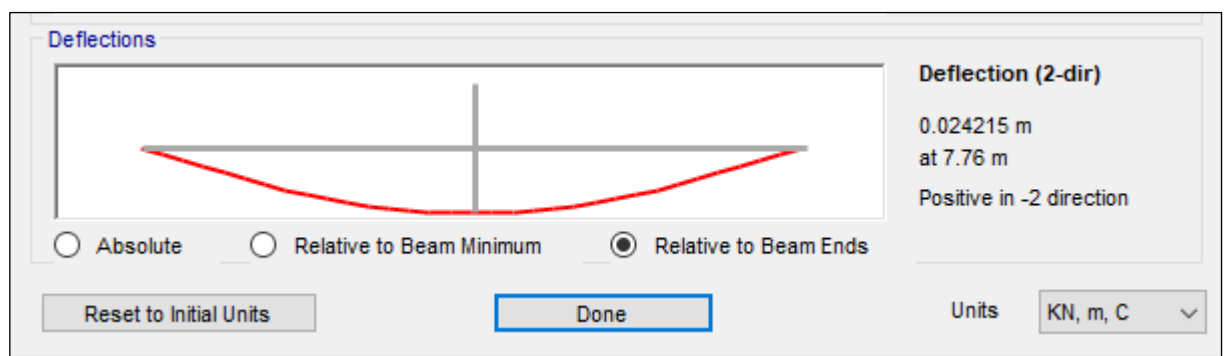 Deflections
Deflection (2-dir)
0.024215 m
at 7.76 m
Positive in -2 direction
Absolute
Relative to Beam Minimum
Relative to Beam Ends
Reset to Initial Units
Done
Units
KN, m, C